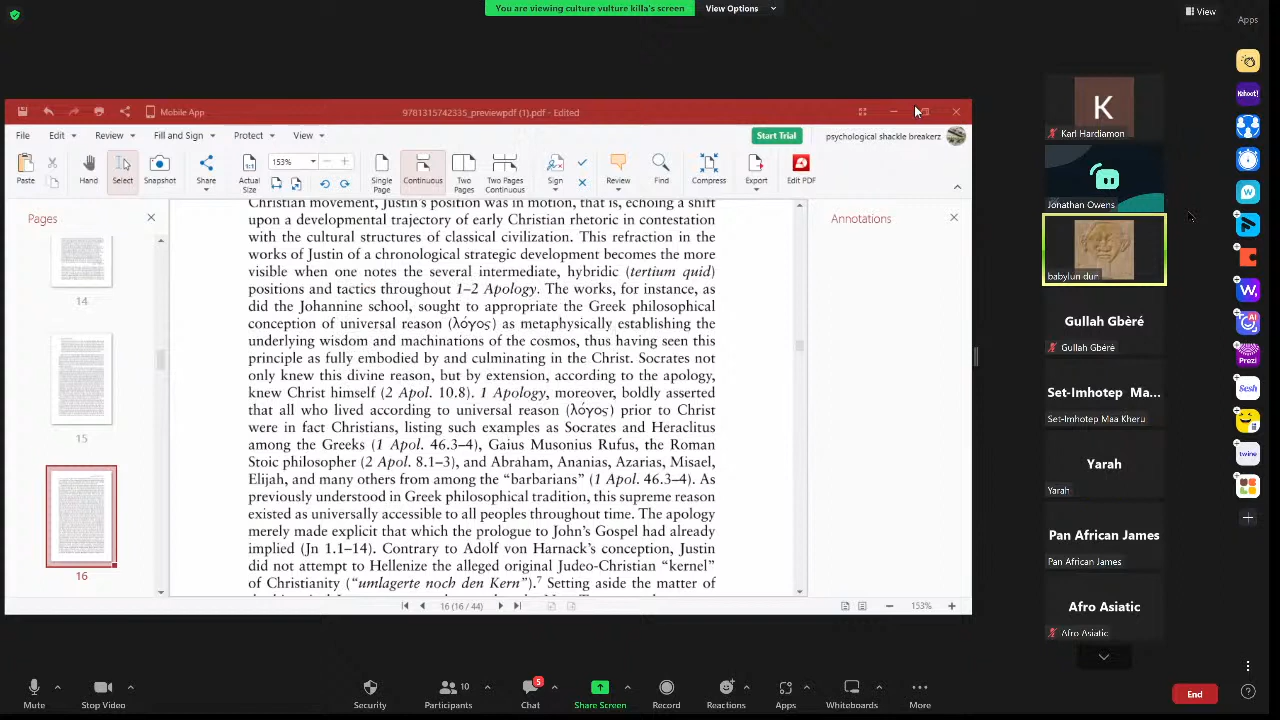 You are viewing culture vulture killa's screen
View Options
View
Apps
Mobile App
9781315742335_previewpdf (1).pdf - Edited
File
Edit
Review
Fill and Sign
Protect
View
Start Trial
psychological shackle breakerz
153%
Paste
Hand
Select
Snapshot
Share
Actual Size
Single Page
Continuous
Two Pages
Two Pages Continuous
Sign
Review
Find
Compress
Export
Edit PDF
Pages
14
15
16
Christian movement, Justin's position was in motion, that is, echoing a shift
upon a developmental trajectory of early Christian rhetoric in contestation
with the cultural structures of classical civilization. This refraction in the
works of Justin of a chronological strategic development becomes the more
visible when one notes the several intermediate, hybridic (tertium quid)
positions and tactics throughout 1–2 Apology. The works, for instance, as
did the Johannine school, sought to appropriate the Greek philosophical
conception of universal reason (λόγος) as metaphysically establishing the
underlying wisdom and machinations of the cosmos, thus having seen this
principle as fully embodied by and culminating in the Christ. Socrates not
only knew this divine reason, but by extension, according to the apology,
knew Christ himself (2 Apol. 10.8). 1 Apology, moreover, boldly asserted
that all who lived according to universal reason (λόγος) prior to Christ
were in fact Christians, listing such examples as Socrates and Heraclitus
among the Greeks (1 Apol. 46.3–4), Gaius Musonius Rufus, the Roman
Stoic philosopher (2 Apol. 8.1–3), and Abraham, Ananias, Azarias, Misael,
Elijah, and many others from among the "barbarians" (1 Apol. 46.3–4). As
previously understood in Greek philosophical tradition, this supreme reason
existed as universally accessible to all peoples throughout time. The apology
merely made explicit that which the prologue to John's Gospel had already
implied (Jn 1.1–14). Contrary to Adolf von Harnack's conception, Justin
did not attempt to Hellenize the alleged original Judeo-Christian "kernel"
of Christianity ("umlagerte noch den Kern").7 Setting aside the matter of
Annotations
16 (16 / 44)
153%
K
Karl Hardiamon
Jonathan Owens
babylun dun
Gullah Gbèré
Gullah Gbèré
Set-Imhotep Ma...
Set-Imhotep Maa Kheru
Yarah
Yarah
Pan African James
Pan African James
Afro Asiatic
Afro Asiatic
Kahoot!
W
W
AI
Prezi
Sesh
twine
Mute
Stop Video
Security
10
Participants
5
Chat
Share Screen
Record
Reactions
Apps
Whiteboards
More
End